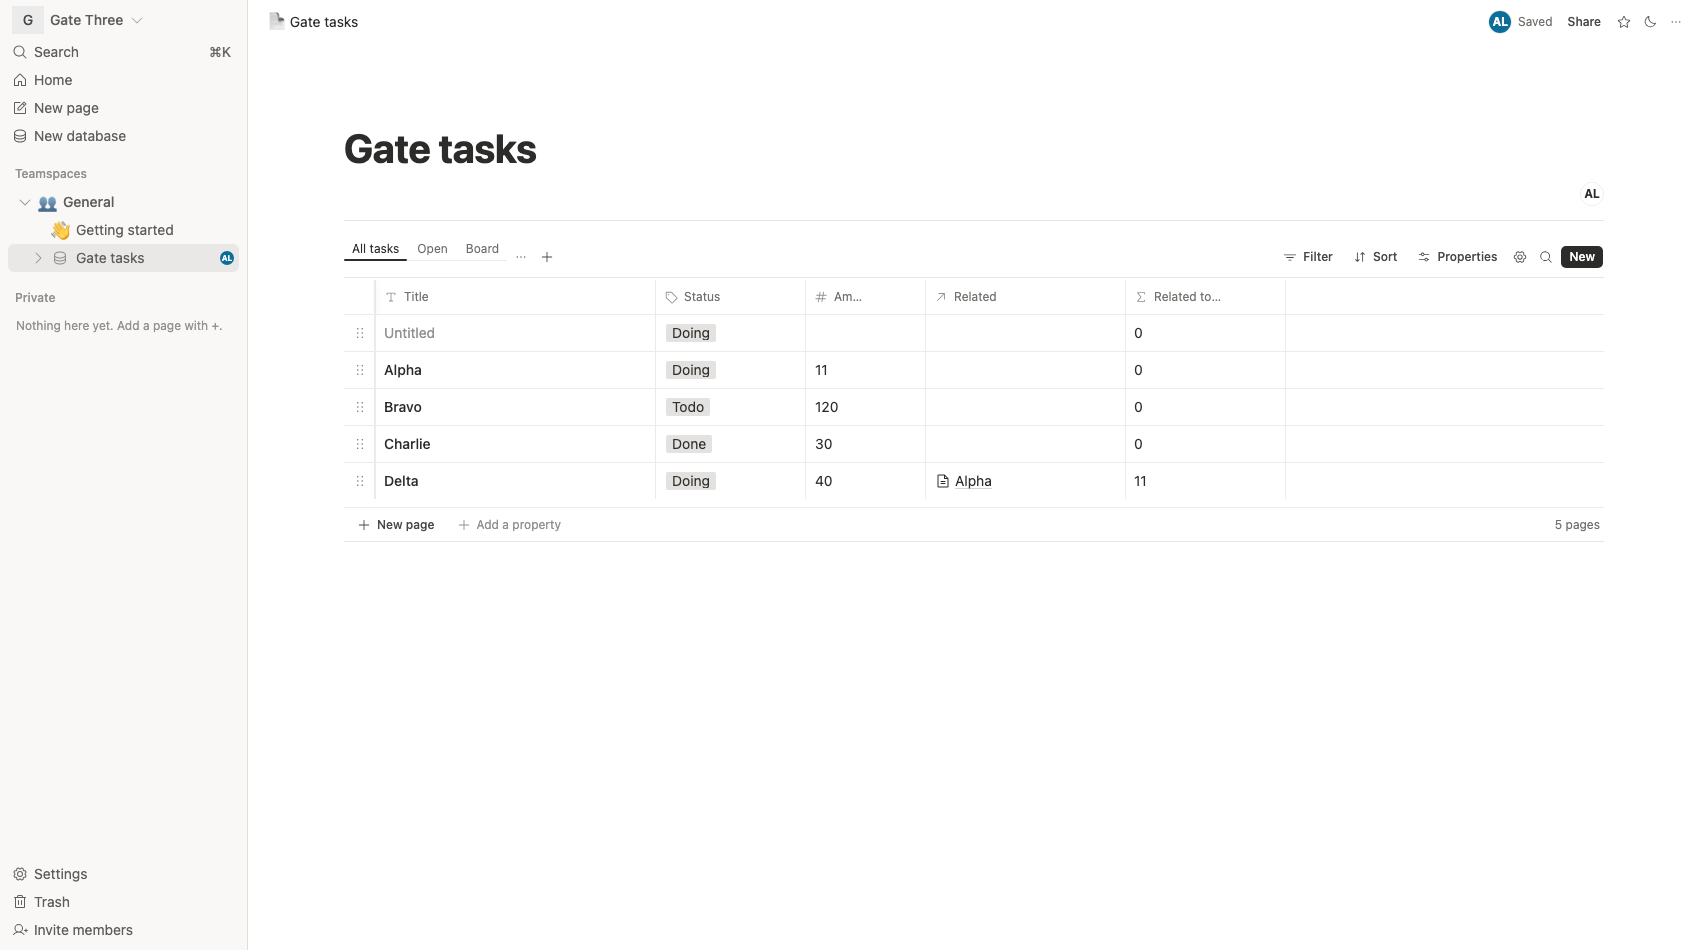 G Gate Three
Search ⌘K
Home
New page
New database
Teamspaces
General
Getting started
Gate tasks AL
Private
Nothing here yet. Add a page with +.
Settings
Trash
Invite members
Gate tasks
AL Saved Share
Gate tasks
AL
All tasks Open Board ... +
Filter Sort Properties New
Title Status Am... Related Related to...
Untitled Doing 0
Alpha Doing 11 0
Bravo Todo 120 0
Charlie Done 30 0
Delta Doing 40 Alpha 11
+ New page + Add a property 5 pages